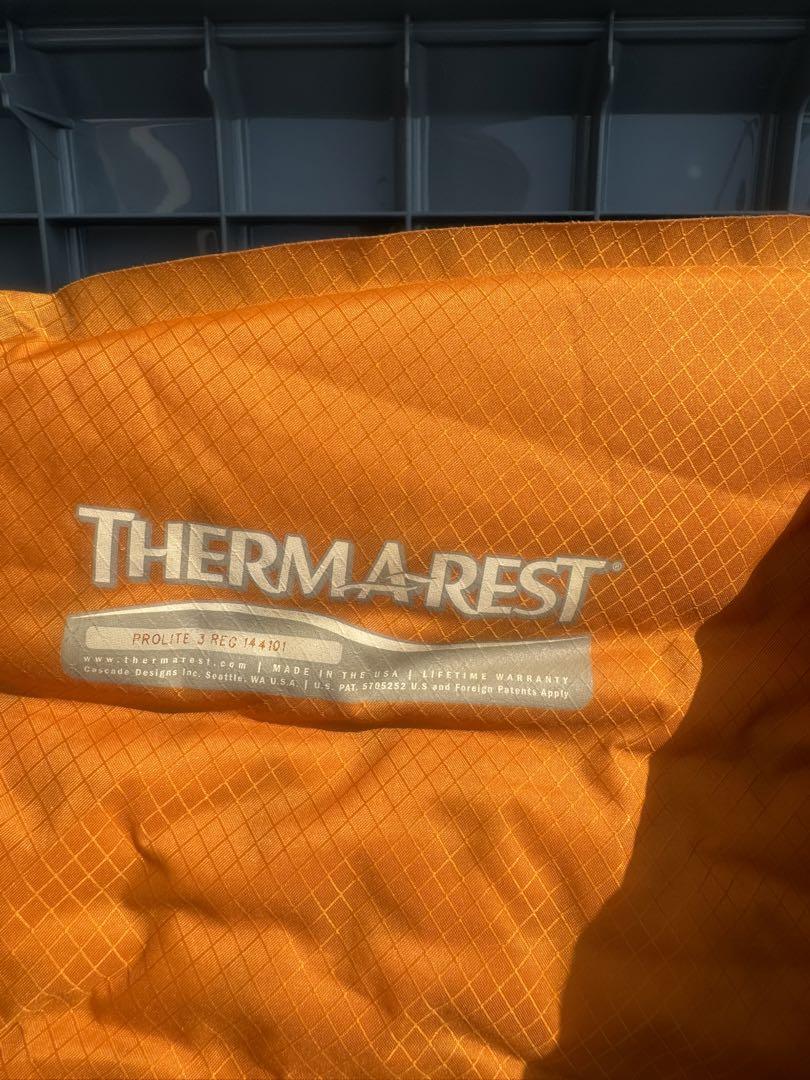 THERM-A-REST®
PROLITE 3 REG 144101
www.thermarest.com | MADE IN THE USA | LIFETIME WARRANTY
Cascade Designs Inc. Seattle, WA U.S.A. | U.S. PAT. 5705252 U.S and Foreign Patents Apply